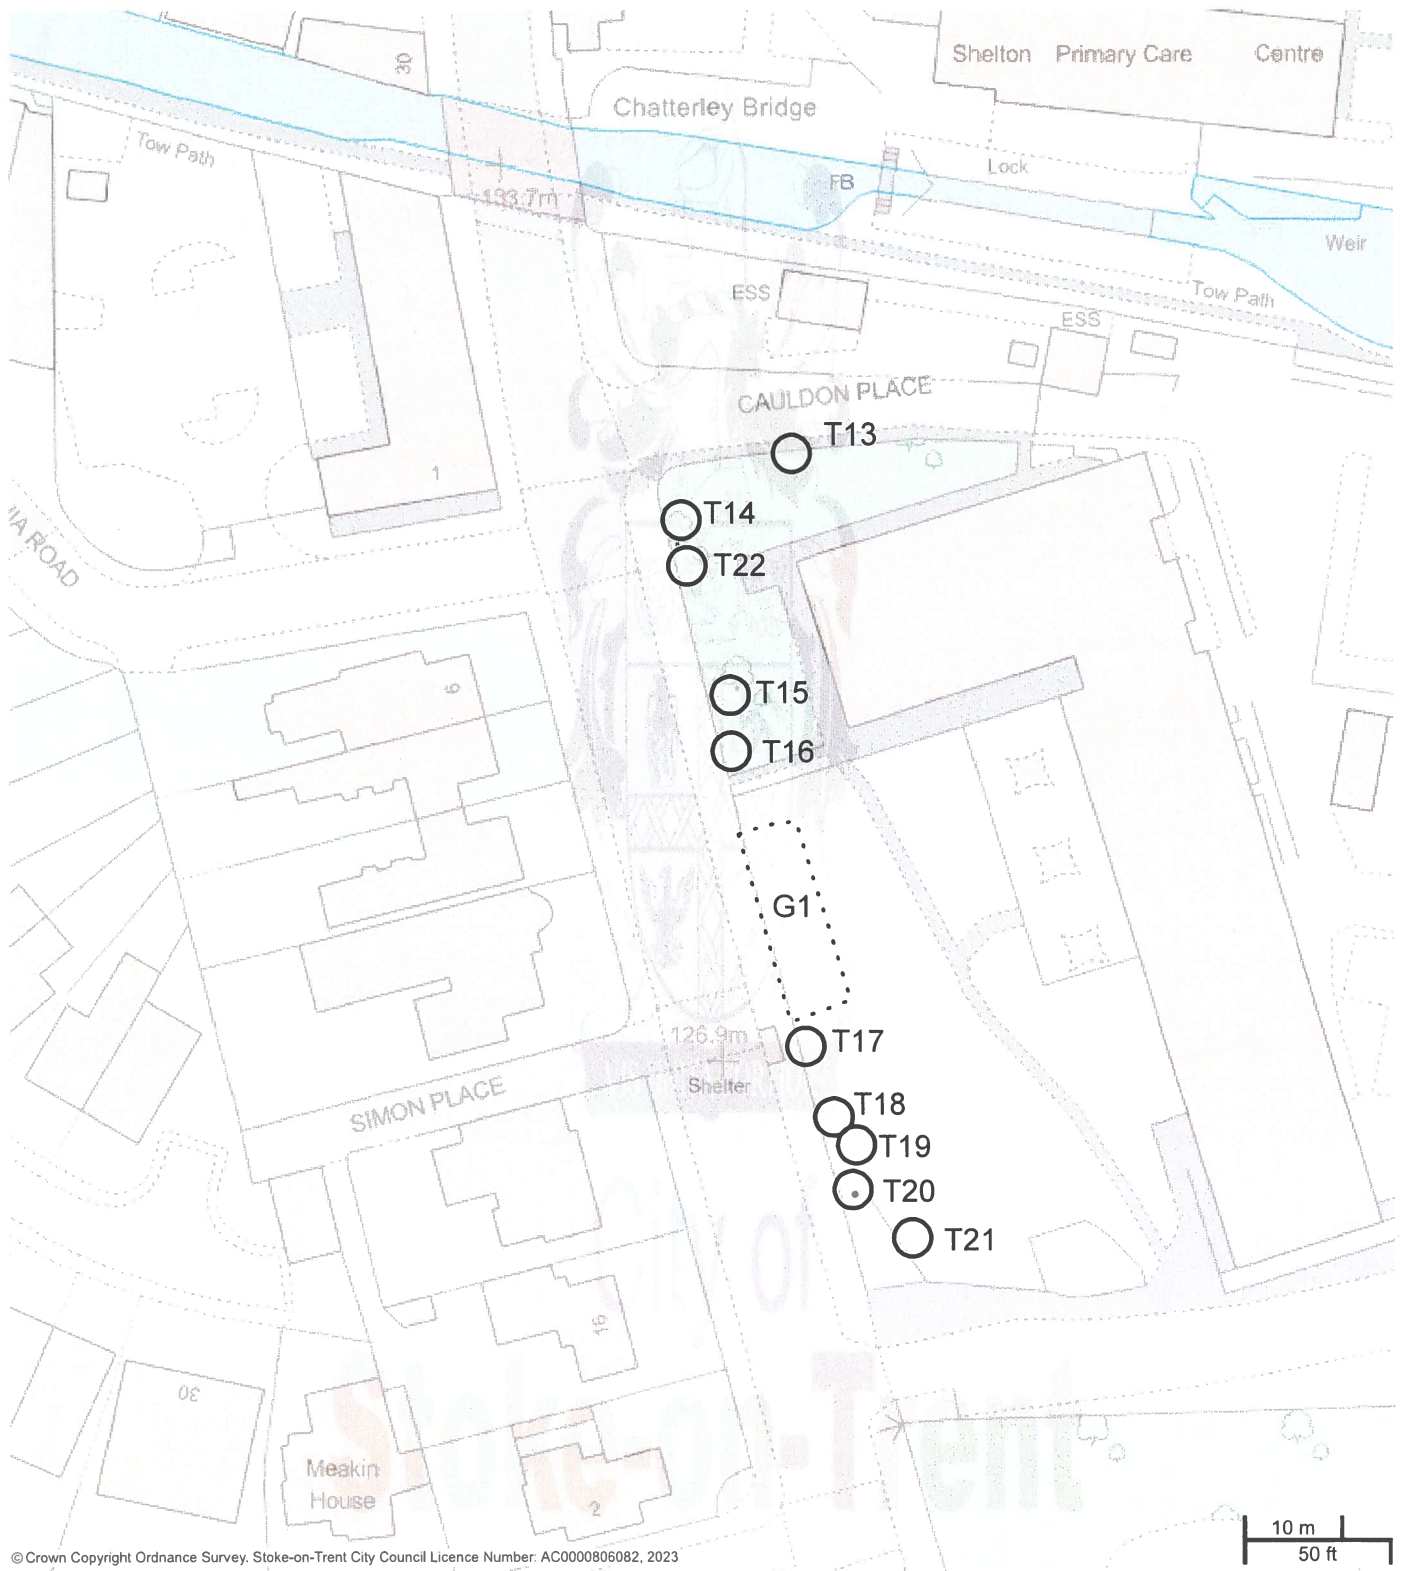 30
Shelton Primary Care Centre
Chatterley Bridge
Tow Path
Lock
FB
133.7m
Weir
ESS
Tow Path
ESS
CAULDON PLACE
T13
1
T14
ROAD
T22
6
T15
T16
G1
126.9m
T17
Shelter
SIMON PLACE
T18
T19
T20
City of
T21
16
30
Stoke-on-Trent
Meakin
House
2
10 m
50 ft
© Crown Copyright Ordnance Survey. Stoke-on-Trent City Council Licence Number: AC0000806082, 2023